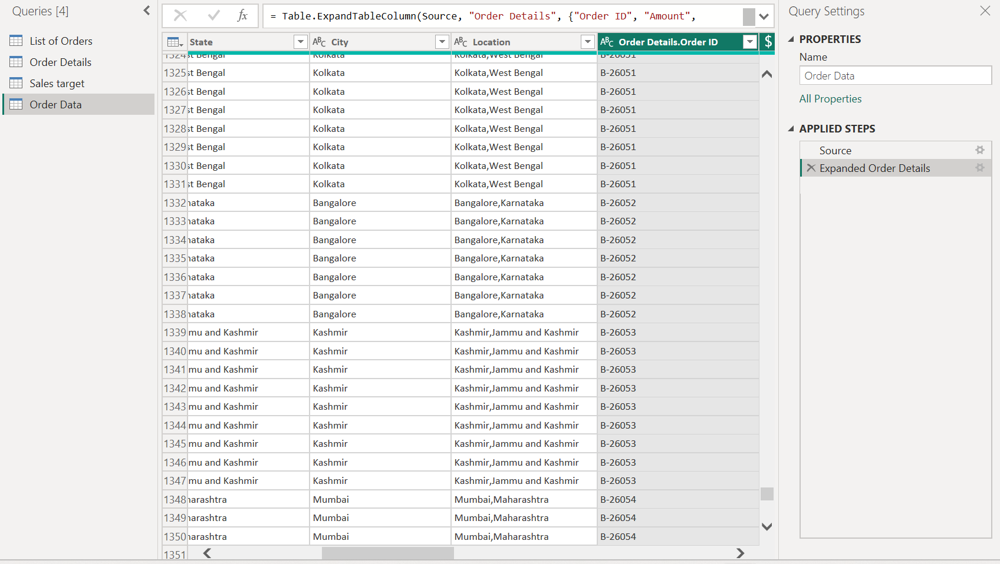 Queries [4]
List of Orders
Order Details
Sales target
Order Data
fx = Table.ExpandTableColumn(Source, "Order Details", {"Order ID", "Amount",
State ABC City ABC Location ABC Order Details.Order ID $
1324 st Bengal Kolkata Kolkata,West Bengal B-26051
1325 st Bengal Kolkata Kolkata,West Bengal B-26051
1326 st Bengal Kolkata Kolkata,West Bengal B-26051
1327 st Bengal Kolkata Kolkata,West Bengal B-26051
1328 st Bengal Kolkata Kolkata,West Bengal B-26051
1329 st Bengal Kolkata Kolkata,West Bengal B-26051
1330 st Bengal Kolkata Kolkata,West Bengal B-26051
1331 st Bengal Kolkata Kolkata,West Bengal B-26051
1332 nataka Bangalore Bangalore,Karnataka B-26052
1333 nataka Bangalore Bangalore,Karnataka B-26052
1334 nataka Bangalore Bangalore,Karnataka B-26052
1335 nataka Bangalore Bangalore,Karnataka B-26052
1336 nataka Bangalore Bangalore,Karnataka B-26052
1337 nataka Bangalore Bangalore,Karnataka B-26052
1338 nataka Bangalore Bangalore,Karnataka B-26052
1339 mu and Kashmir Kashmir Kashmir,Jammu and Kashmir B-26053
1340 mu and Kashmir Kashmir Kashmir,Jammu and Kashmir B-26053
1341 mu and Kashmir Kashmir Kashmir,Jammu and Kashmir B-26053
1342 mu and Kashmir Kashmir Kashmir,Jammu and Kashmir B-26053
1343 mu and Kashmir Kashmir Kashmir,Jammu and Kashmir B-26053
1344 mu and Kashmir Kashmir Kashmir,Jammu and Kashmir B-26053
1345 mu and Kashmir Kashmir Kashmir,Jammu and Kashmir B-26053
1346 mu and Kashmir Kashmir Kashmir,Jammu and Kashmir B-26053
1347 mu and Kashmir Kashmir Kashmir,Jammu and Kashmir B-26053
1348 harashtra Mumbai Mumbai,Maharashtra B-26054
1349 harashtra Mumbai Mumbai,Maharashtra B-26054
1350 harashtra Mumbai Mumbai,Maharashtra B-26054
1351
Query Settings
PROPERTIES
Name
Order Data
All Properties
APPLIED STEPS
Source
Expanded Order Details